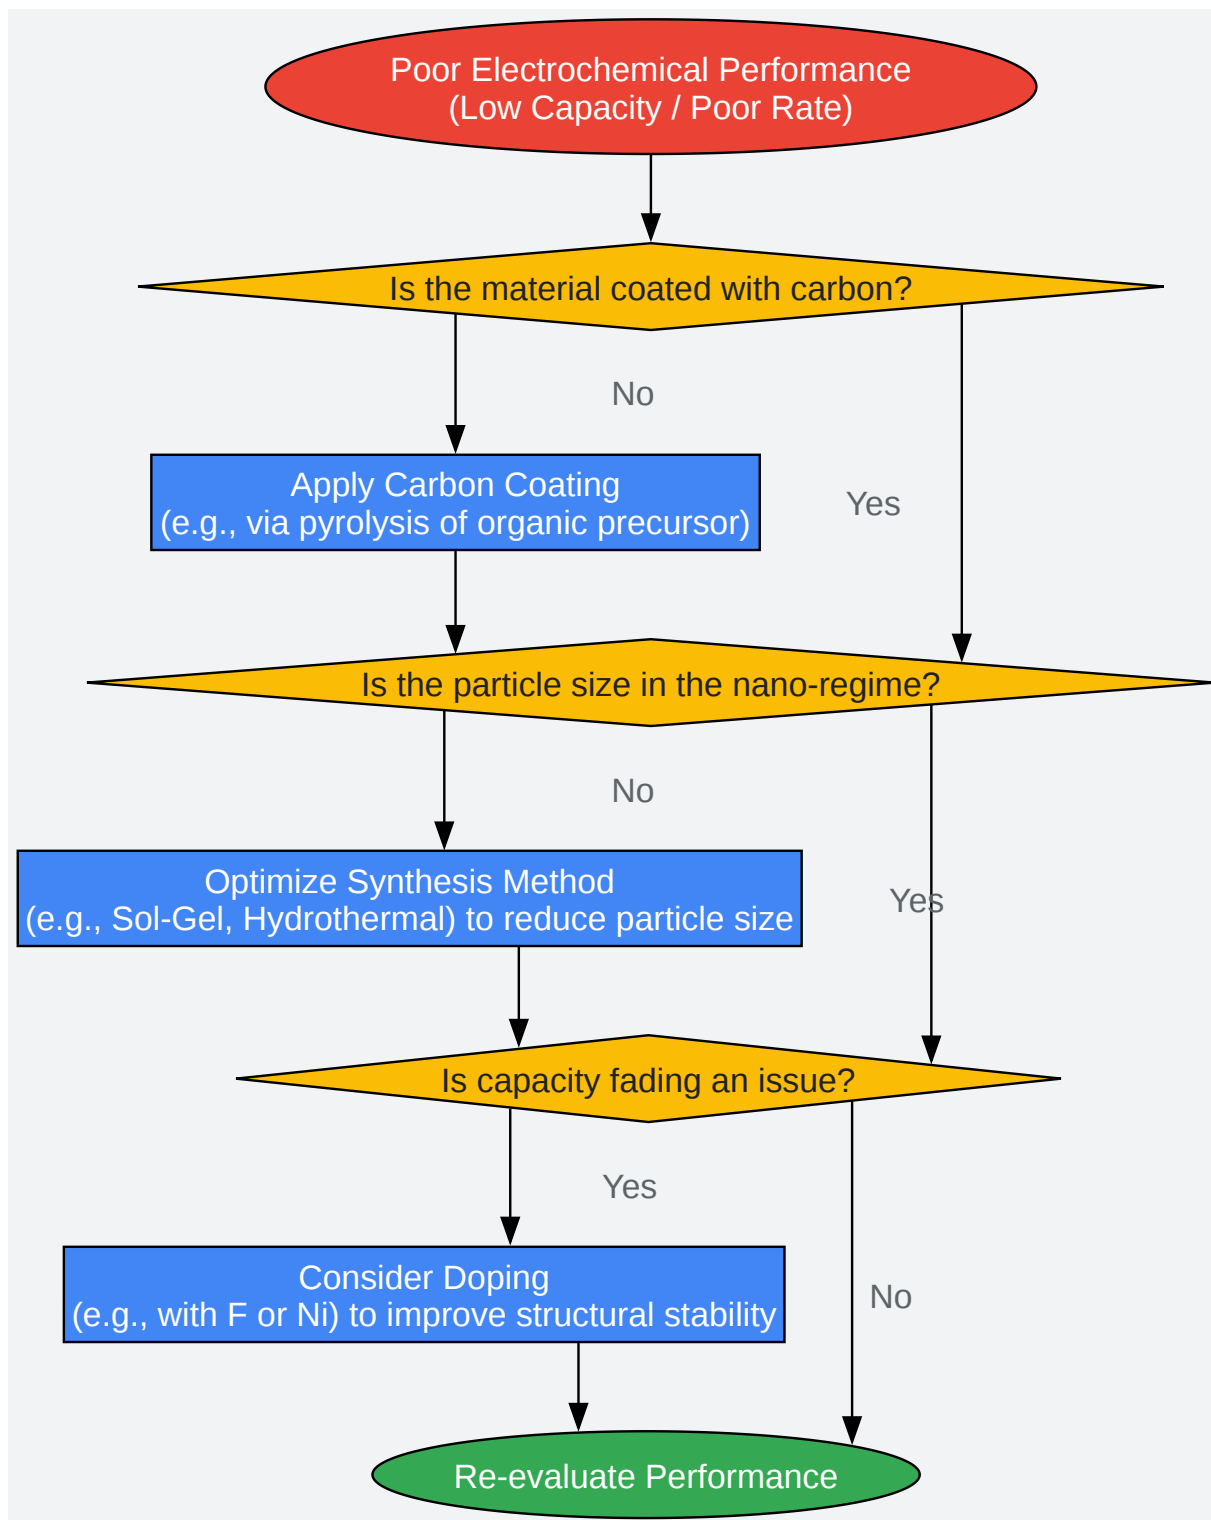 Poor Electrochemical Performance
(Low Capacity / Poor Rate)
Is the material coated with carbon?
No
Apply Carbon Coating
(e.g., via pyrolysis of organic precursor)
Yes
Is the particle size in the nano-regime?
No
Optimize Synthesis Method
(e.g., Sol-Gel, Hydrothermal) to reduce particle size
Yes
Is capacity fading an issue?
Yes
Consider Doping
(e.g., with F or Ni) to improve structural stability
No
Re-evaluate Performance